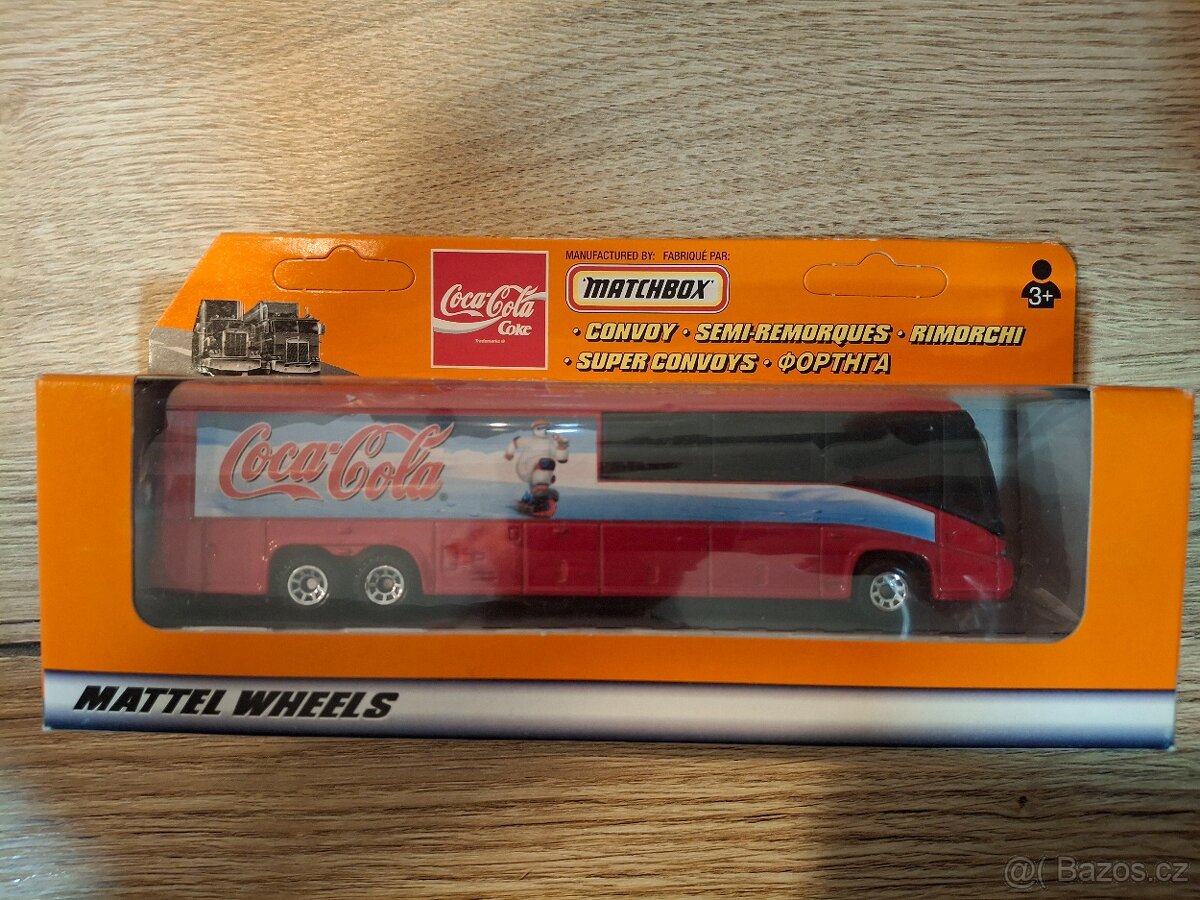 MANUFACTURED BY: FABRIQUÉ PAR:
Coca-Cola
Coke
Trademarks ®
MATCHBOX
3+
· CONVOY · SEMI-REMORQUES · RIMORCHI
· SUPER CONVOYS · ΦΟΡΤΗΓΑ
Coca-Cola
MATTEL WHEELS
@( Bazos.cz